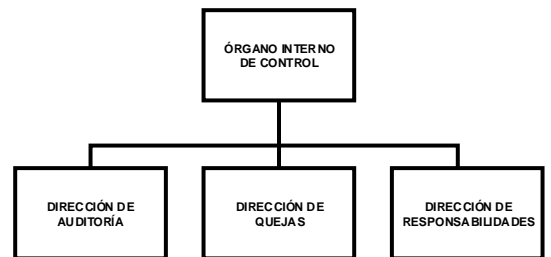 ÓRGANO INTERNO
DE CONTROL
DIRECCIÓN DE
AUDITORÍA
DIRECCIÓN DE
QUEJAS
DIRECCIÓN DE
RESPONSABILIDADES